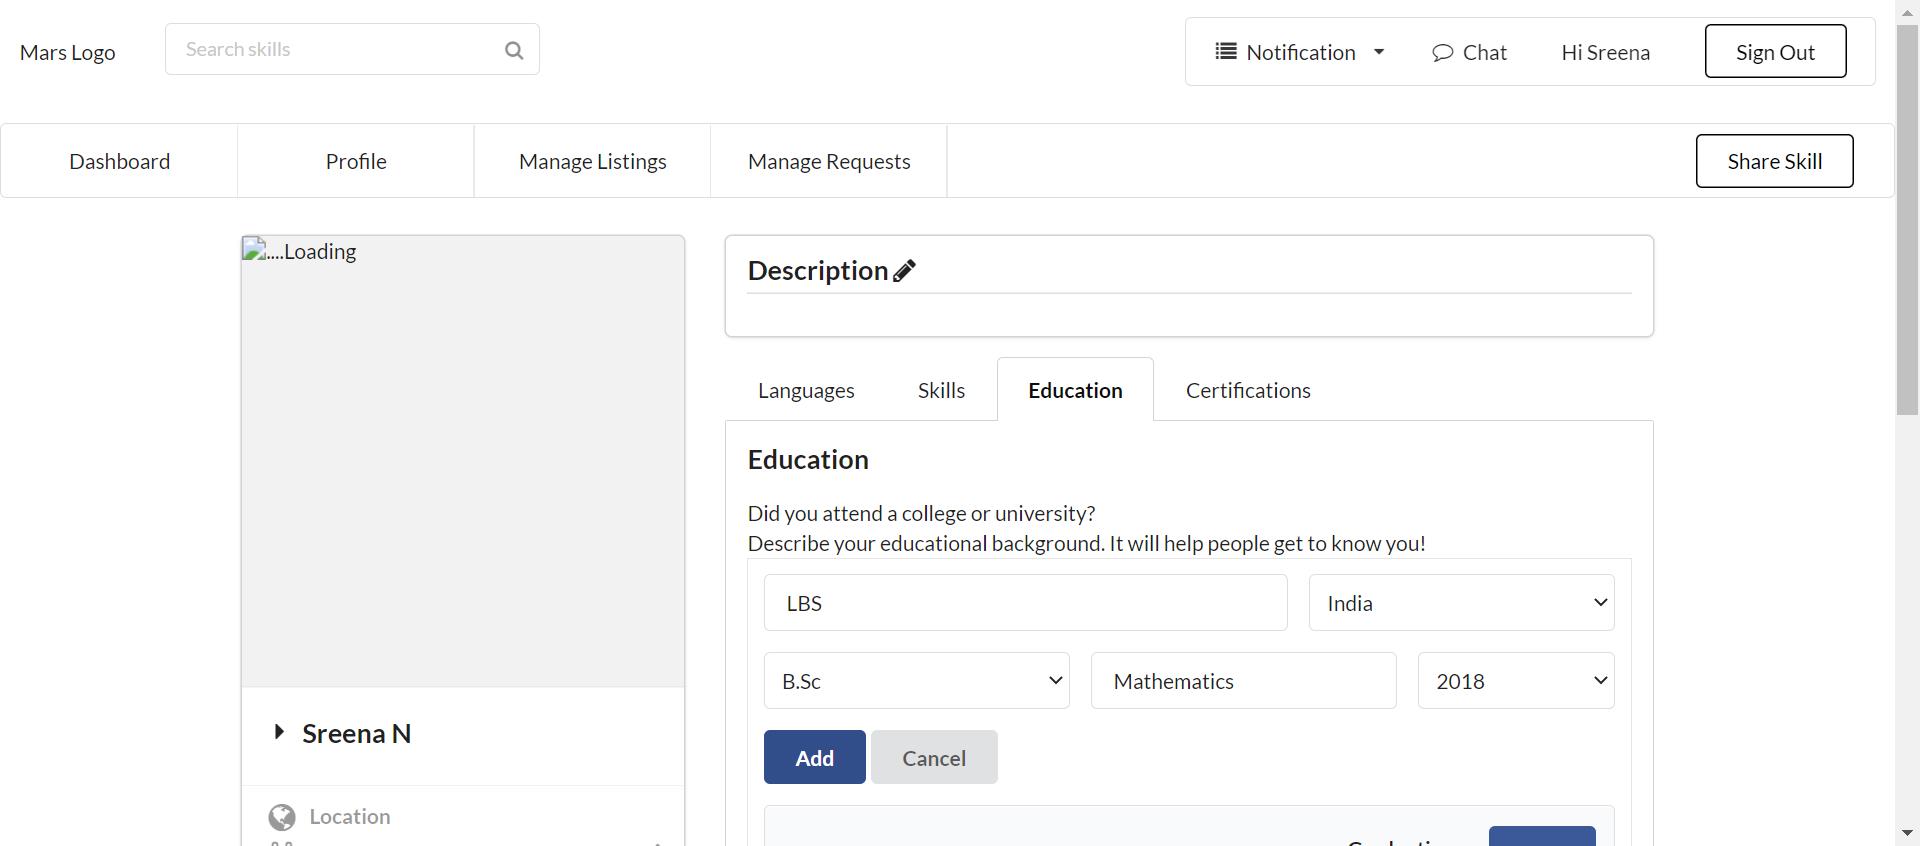 Mars Logo
Search skills
Notification
Chat
Hi Sreena
Sign Out
Dashboard
Profile
Manage Listings
Manage Requests
Share Skill
....Loading
Sreena N
Location
Description
Languages
Skills
Education
Certifications
Education
Did you attend a college or university?
Describe your educational background. It will help people get to know you!
LBS
India
B.Sc
Mathematics
2018
Add
Cancel